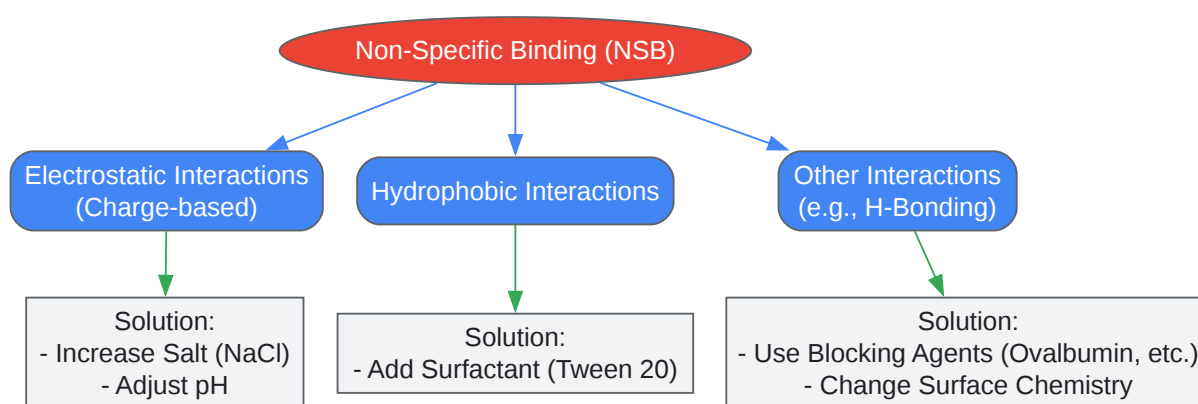 Non-Specific Binding (NSB)
Electrostatic Interactions
(Charge-based)
Hydrophobic Interactions
Other Interactions
(e.g., H-Bonding)
Solution:
- Increase Salt (NaCl)
- Adjust pH
Solution:
- Add Surfactant (Tween 20)
Solution:
- Use Blocking Agents (Ovalbumin, etc.)
- Change Surface Chemistry